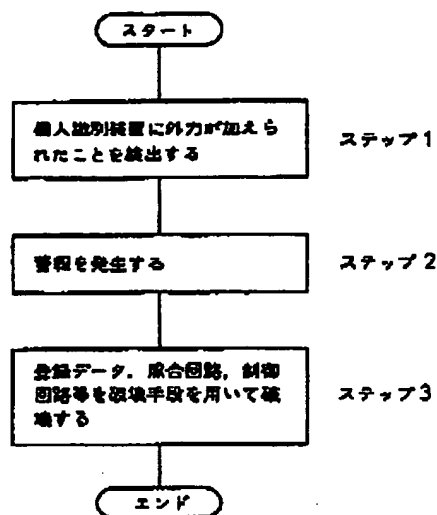 スタート
個人識別装置に外力が加えら
れたことを検出する
ステップ1
警報を発生する
ステップ2
登録データ,照合回路,制御
回路等を破壊手段を用いて破
壊する
ステップ3
エンド